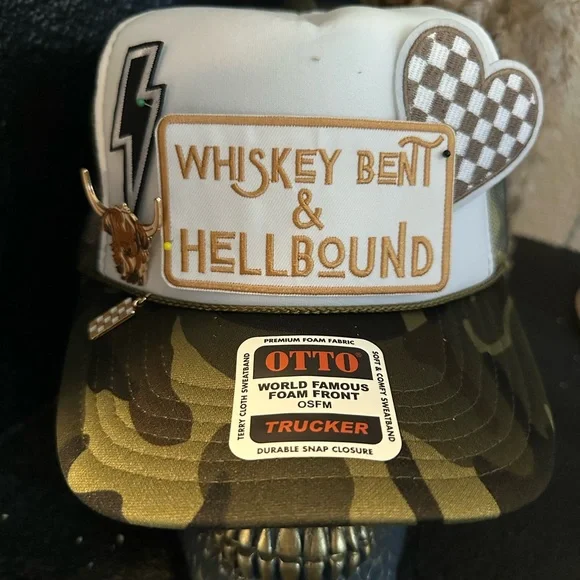 WHISKEY BENT
&
HELLBOUND
PREMIUM FOAM FABRIC
TERRY CLOTH SWEATBAND
OTTO
WORLD FAMOUS
FOAM FRONT
OSFM
TRUCKER
SOFT & COMFY SWEATBAND
DURABLE SNAP CLOSURE